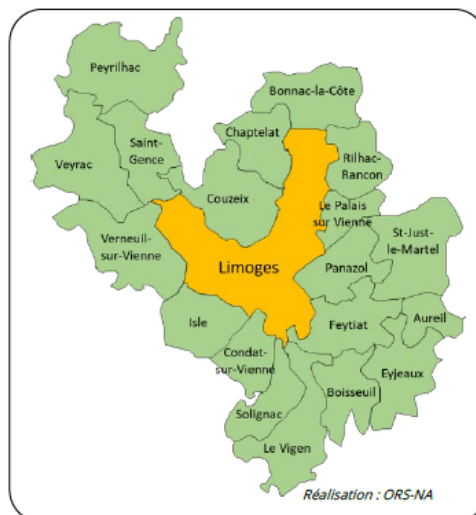 Peyrilhac
Bonnac-la-Côte
Chaptelat
Saint-
Gence
Rilhac-
Rancon
Veyrac
Couzeix
Le Palais
sur Vienne
St-Just-
le-Martel
Verneuil-
sur-Vienne
Limoges
Panazol
Isle
Feytiat
Aureil
Condat-
sur-Vienne
Eyjeaux
Boisseuil
Solignac
Le Vigen
Réalisation : ORS-NA